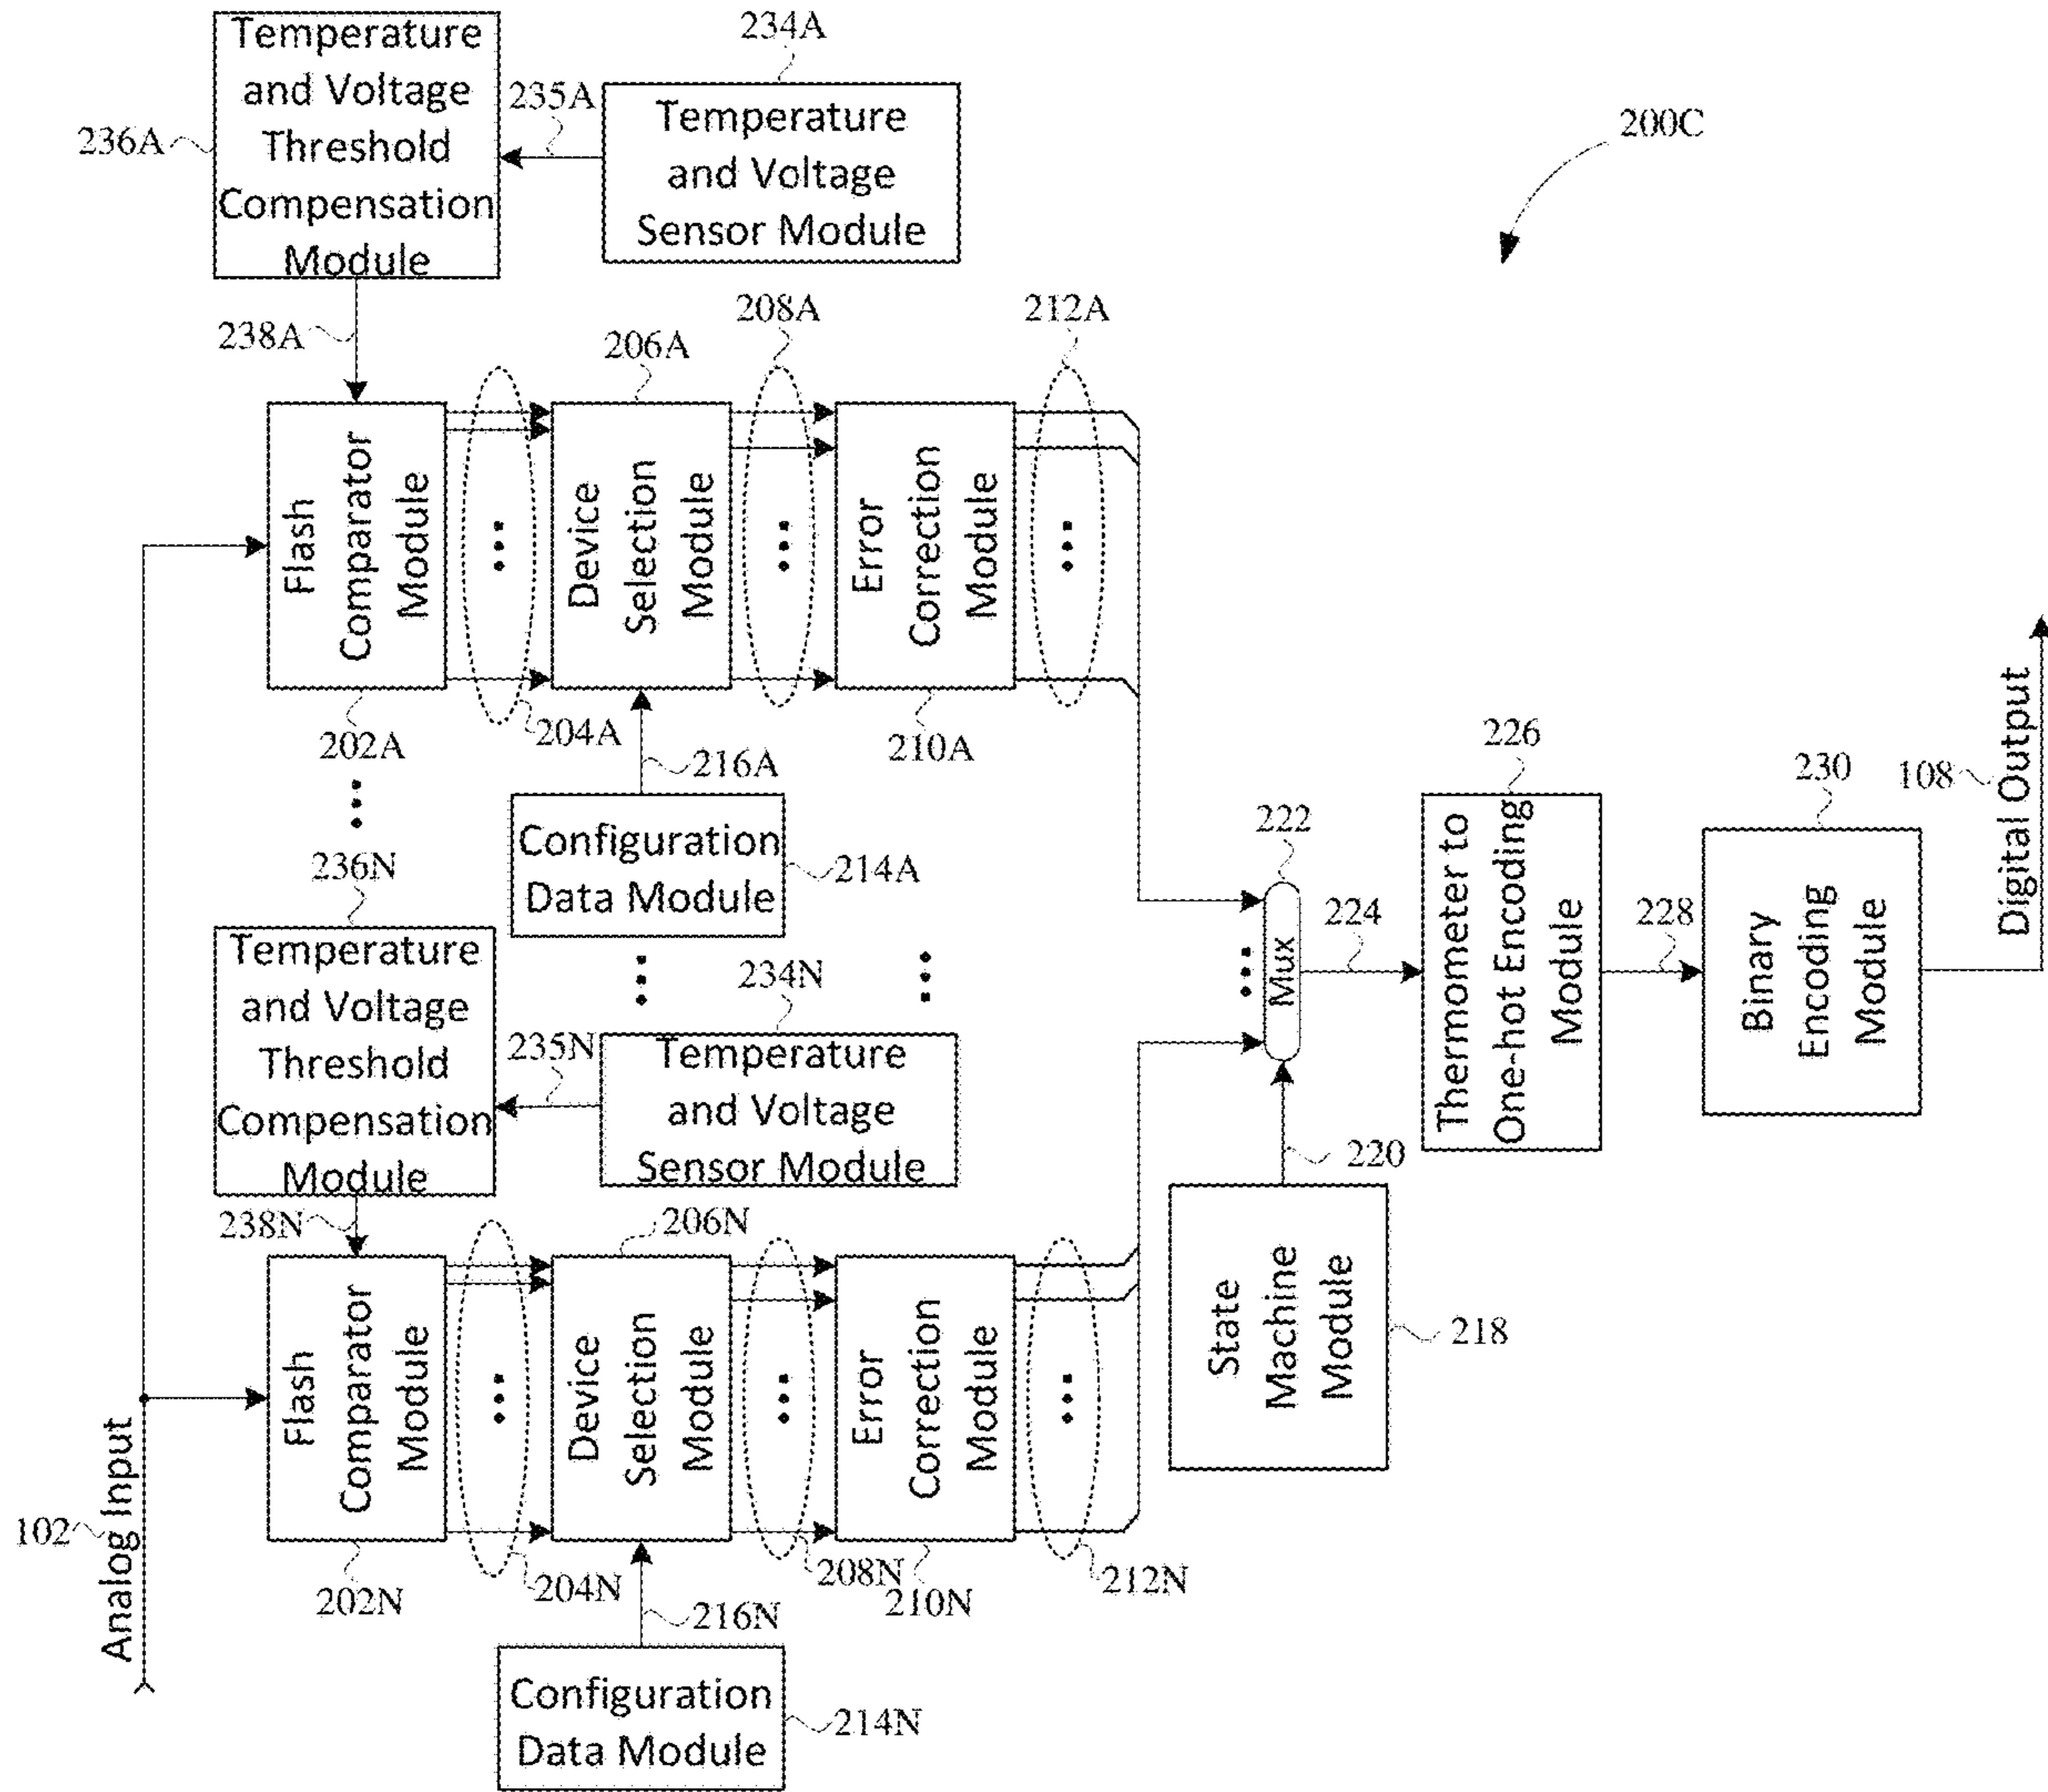 Temperature
and Voltage
Threshold
Compensation
Module
236A
235A
234A
Temperature
and Voltage
Sensor Module
200C
238A
208A
212A
206A
Flash
Comparator
Module
Device
Selection
Module
Error
Correction
Module
202A
204A
210A
216A
Configuration
Data Module
214A
236N
Temperature
and Voltage
Threshold
Compensation
Module
235N
234N
Temperature
and Voltage
Sensor Module
222
Mux
224
226
Thermometer to
One-hot Encoding
Module
228
230
Binary
Encoding
Module
108
Digital Output
220
State
Machine
Module
218
238N
206N
Flash
Comparator
Module
Device
Selection
Module
Error
Correction
Module
102
Analog Input
202N
204N
208N
210N
212N
216N
Configuration
Data Module
214N